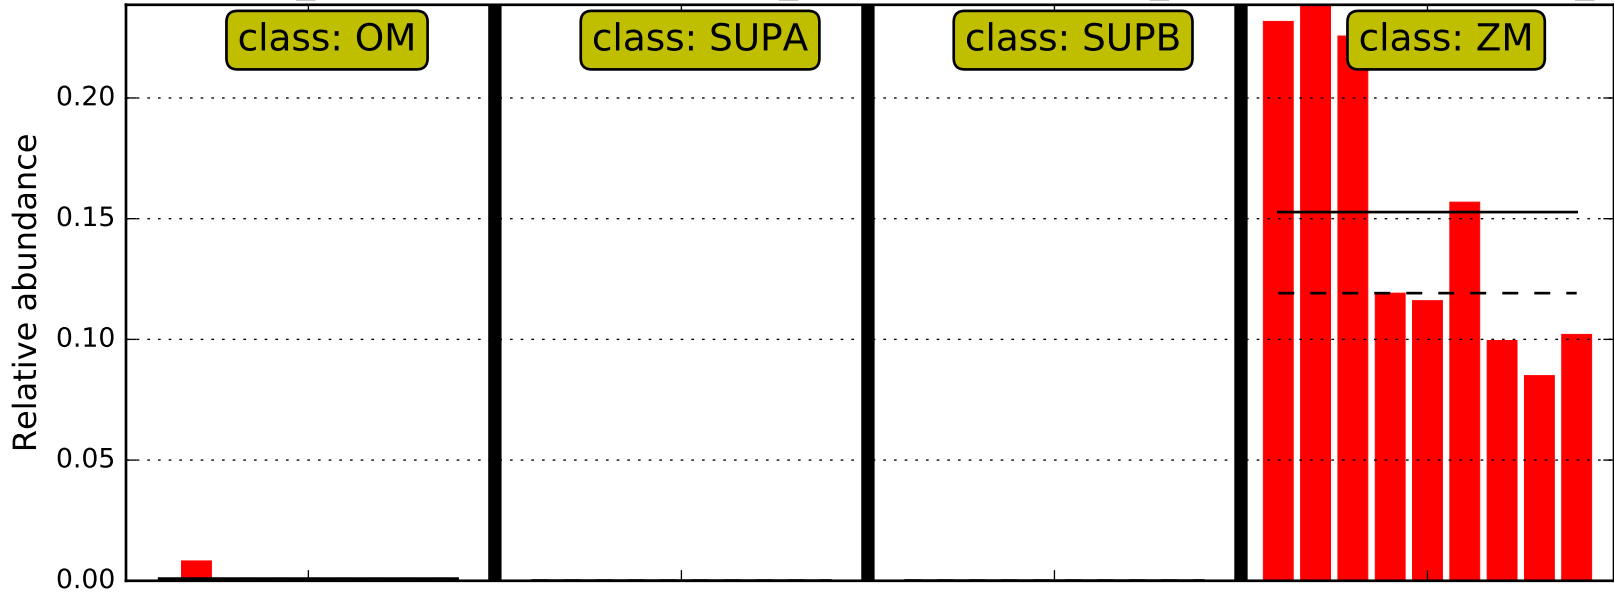 class: OM
class: SUPA
class: SUPB
class: ZM
Relative abundance
0.20
0.15
0.10
0.05
0.00